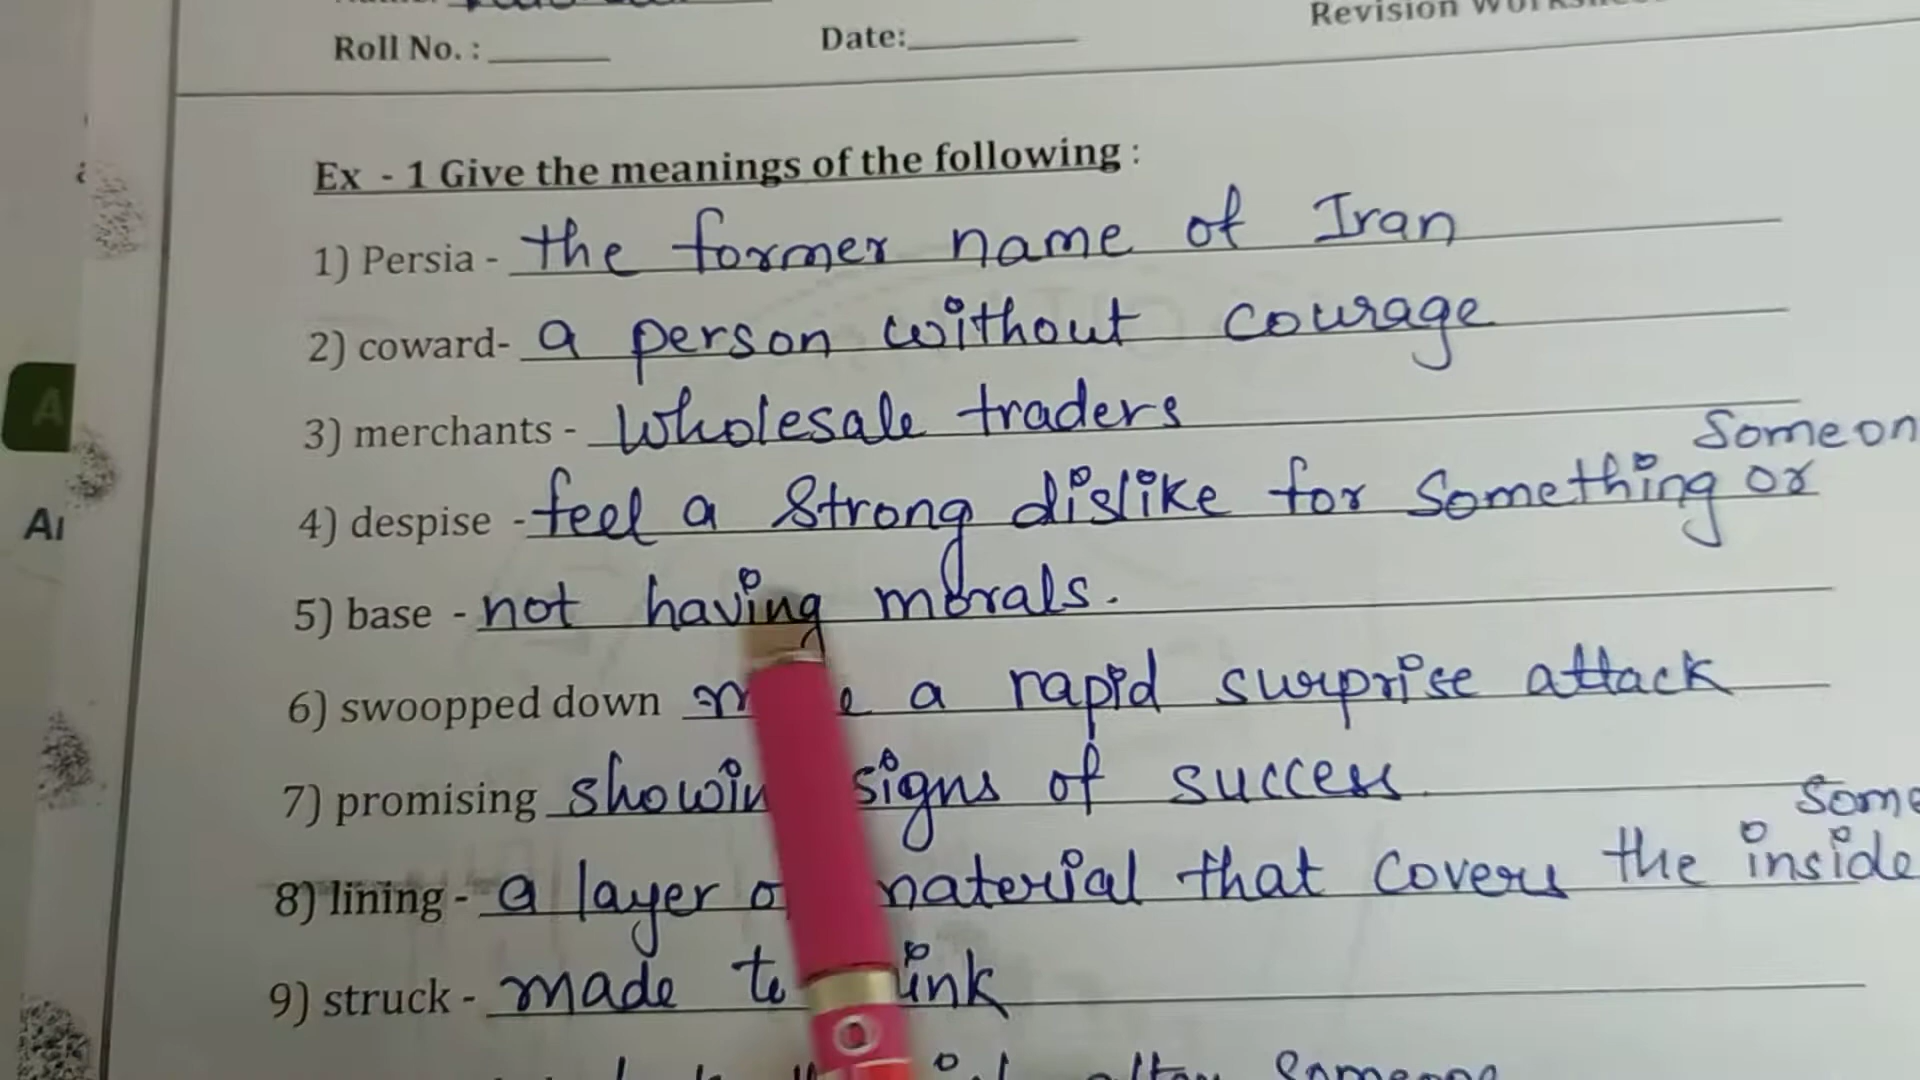 Roll No. : Date: Revision
Ex - 1 Give the meanings of the following :
1) Persia - the former name of Iran
2) coward- a person without courage
3) merchants - Wholesale traders
someon
4) despise - feel a strong dislike for something or
5) base - not having morals.
6) swoopped down - a rapid surprise attack
7) promising showin signs of success
some
8) lining - a layer material that covers the inside
9) struck - made
someone
A